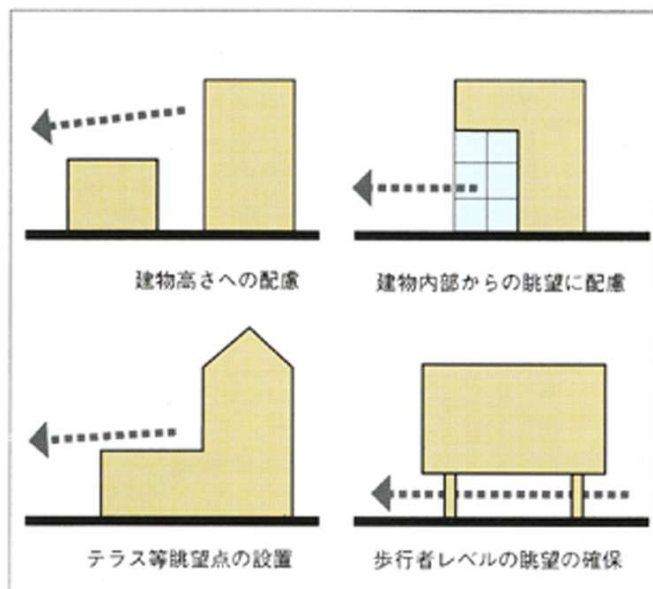 建物高さへの配慮
建物内部からの眺望に配慮
テラス等眺望点の設置
歩行者レベルの眺望の確保